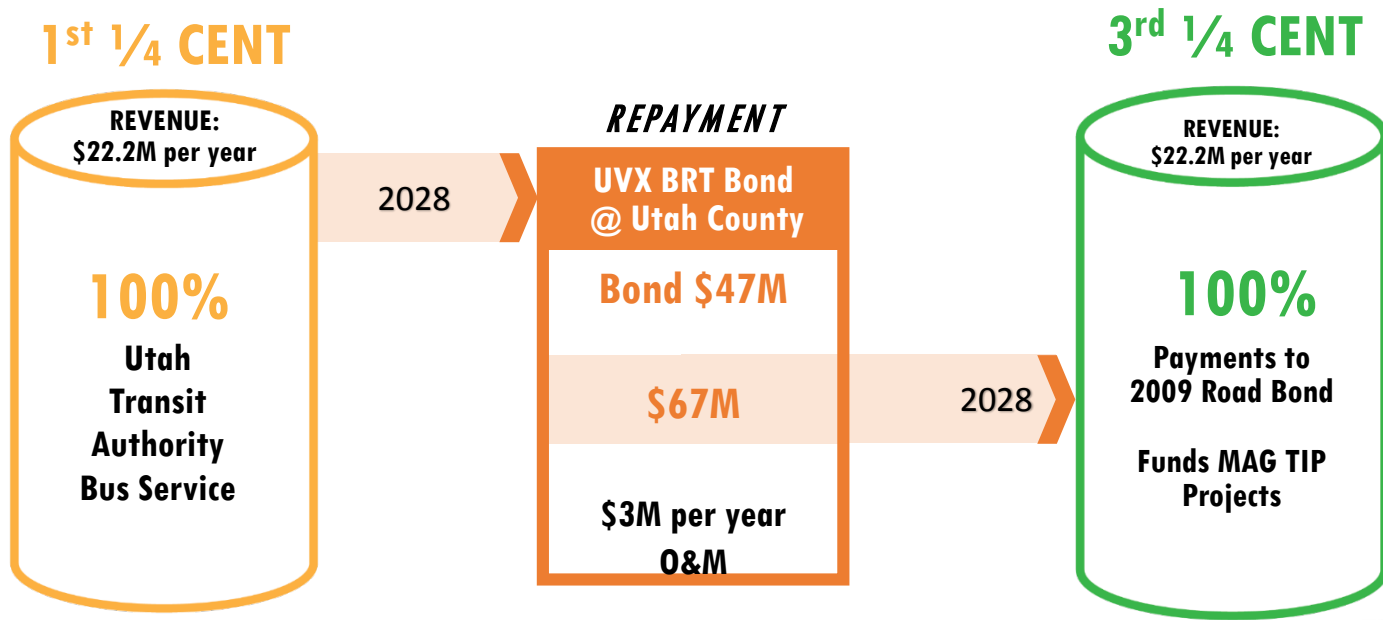 1st ¼ CENT
REVENUE:
$22.2M per year
100%
Utah
Transit
Authority
Bus Service
2028
REPAYMENT
UVX BRT Bond
@ Utah County
Bond $47M
$67M
$3M per year
O&M
2028
3rd ¼ CENT
REVENUE:
$22.2M per year
100%
Payments to
2009 Road Bond
Funds MAG TIP
Projects